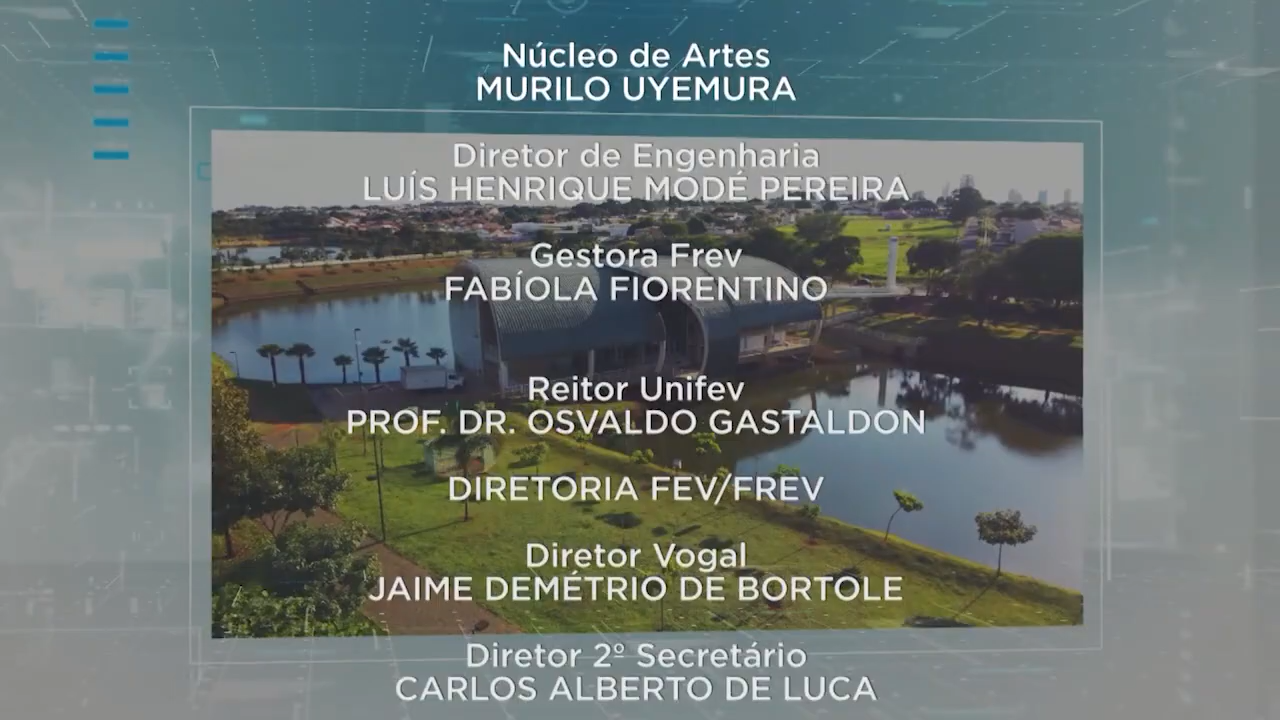 Núcleo de Artes
MURILO UYEMURA
Diretor de Engenharia
LUÍS HENRIQUE MODÉ PEREIRA
Gestora Frev
FABÍOLA FIORENTINO
Reitor Unifev
PROF. DR. OSVALDO GASTALDON
DIRETORIA FEV/FREV
Diretor Vogal
JAIME DEMÉTRIO DE BORTOLE
Diretor 2º Secretário
CARLOS ALBERTO DE LUCA